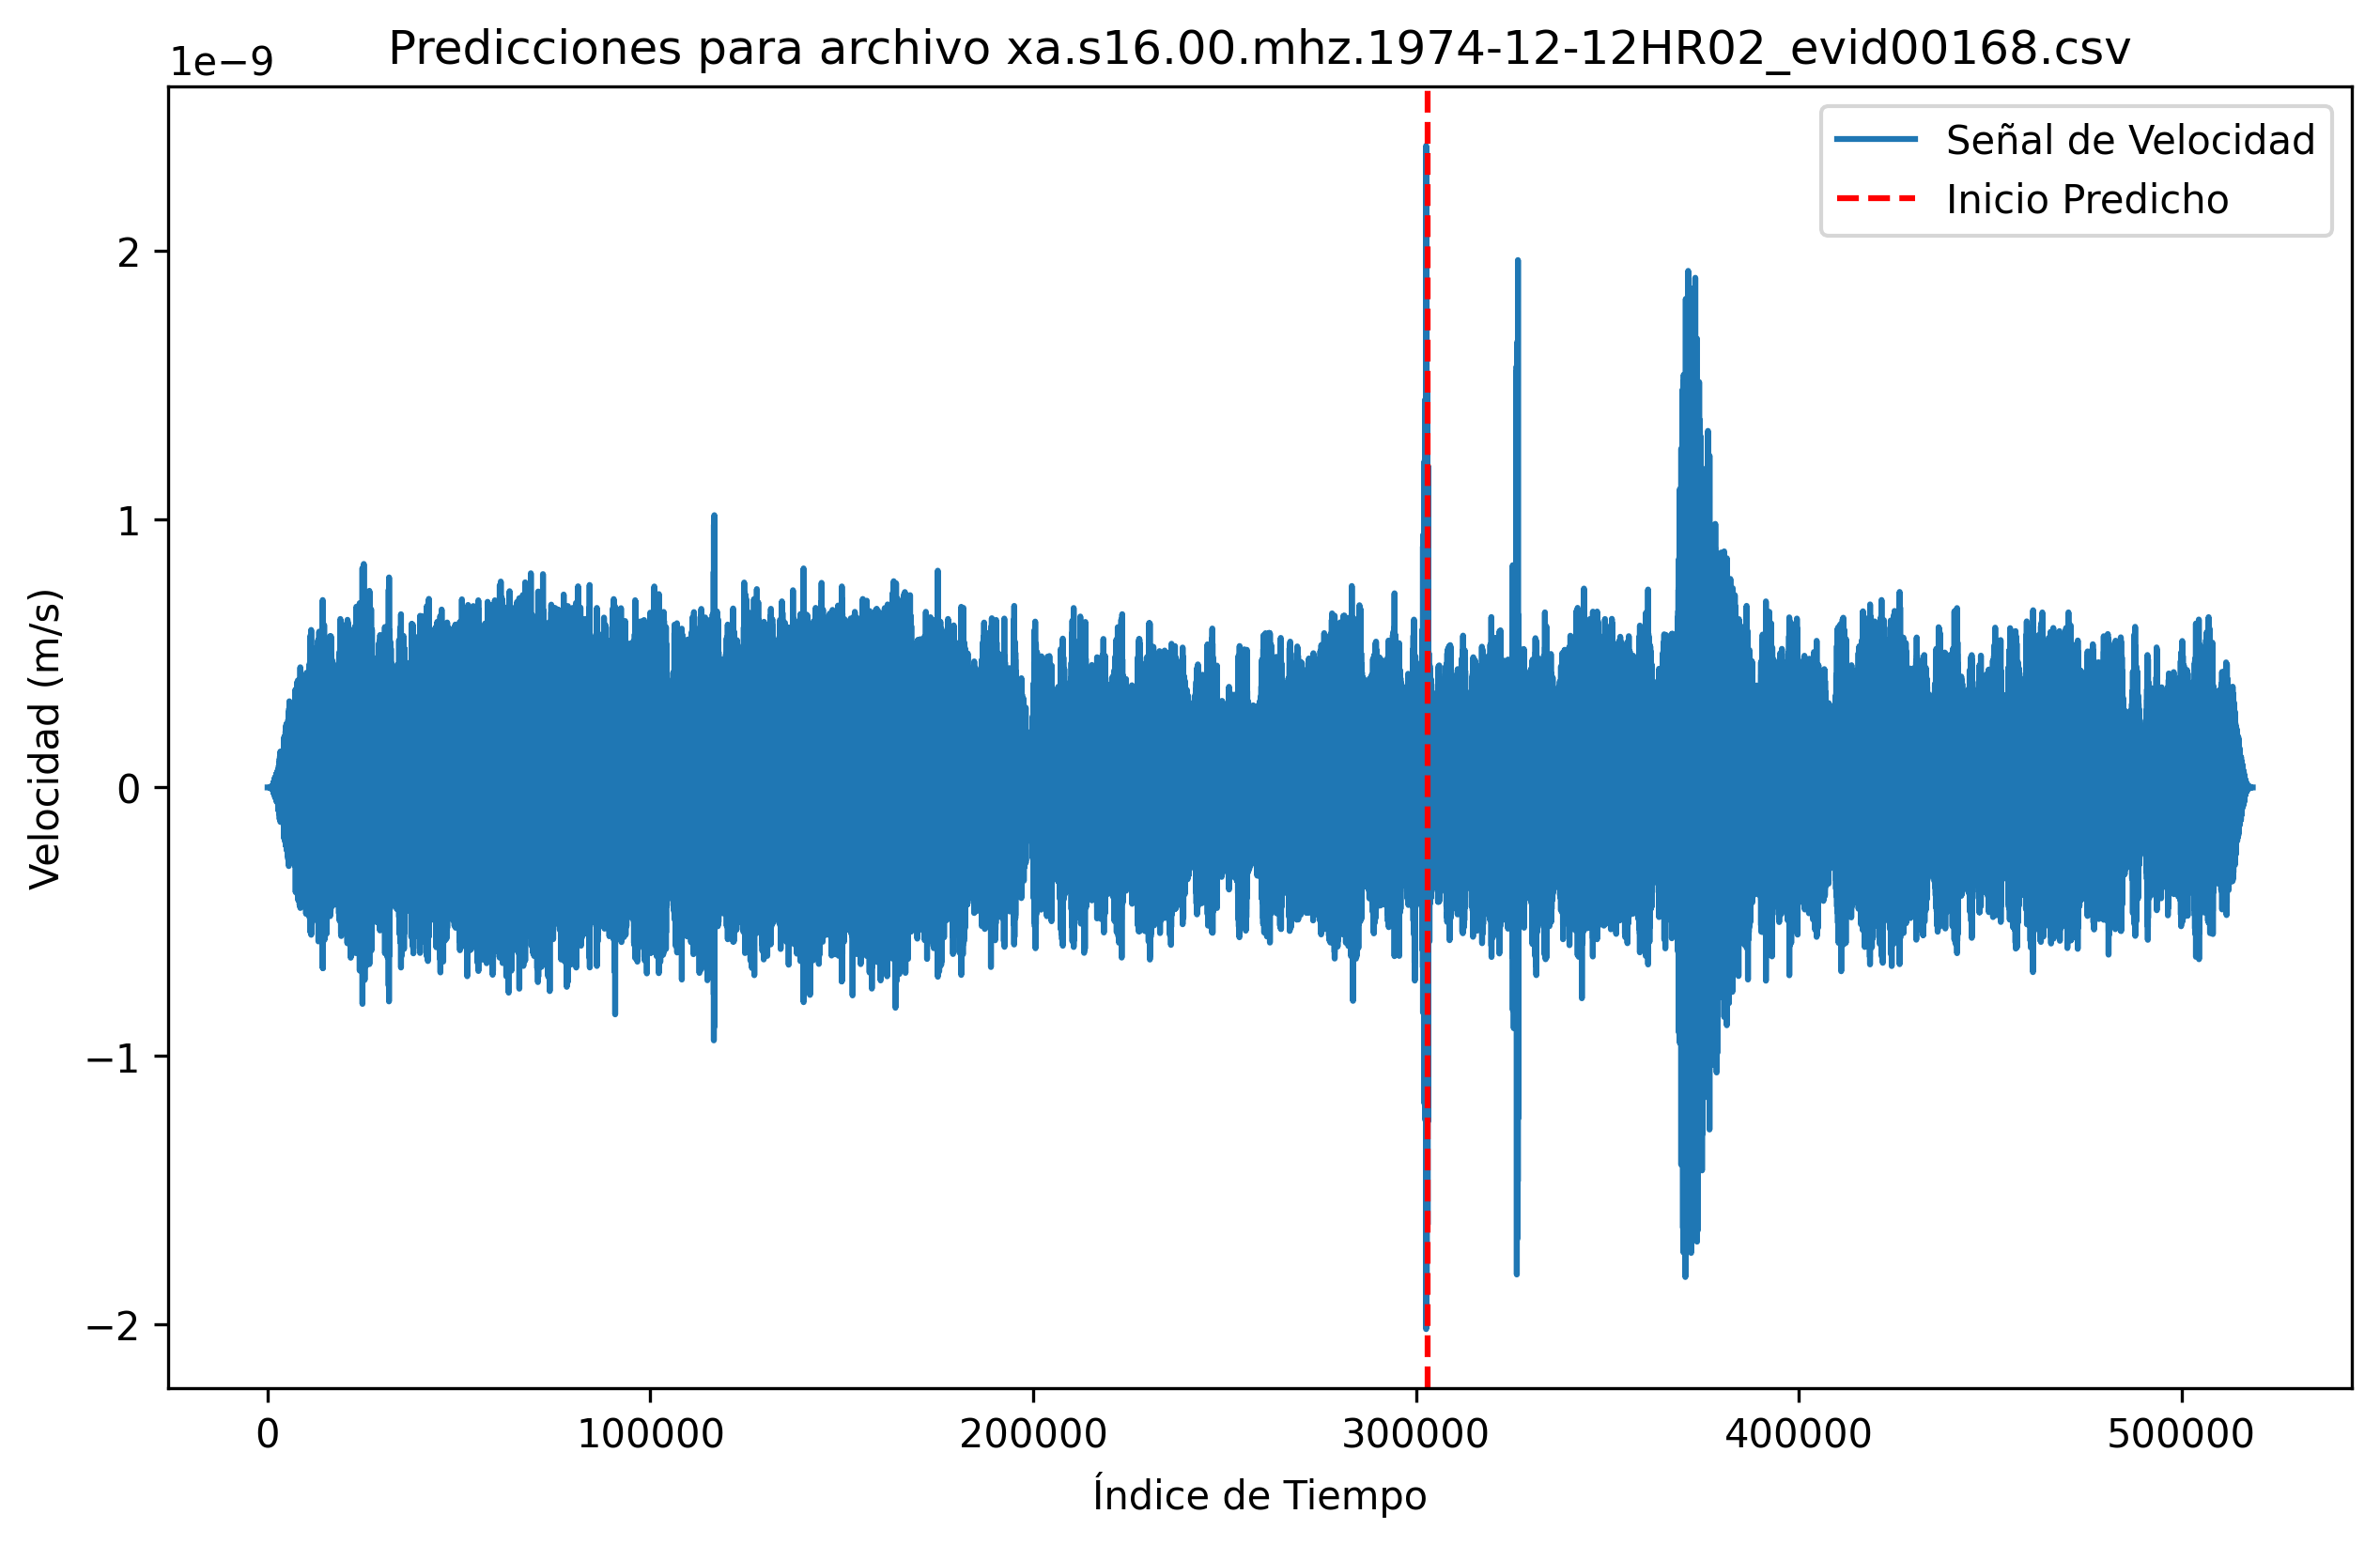 Predicciones para archivo xa.s16.00.mhz.1974-12-12HR02_evid00168.csv
1e−9
Señal de Velocidad
Inicio Predicho
2
1
0
−1
−2
Velocidad (m/s)
0
100000
200000
300000
400000
500000
Índice de Tiempo